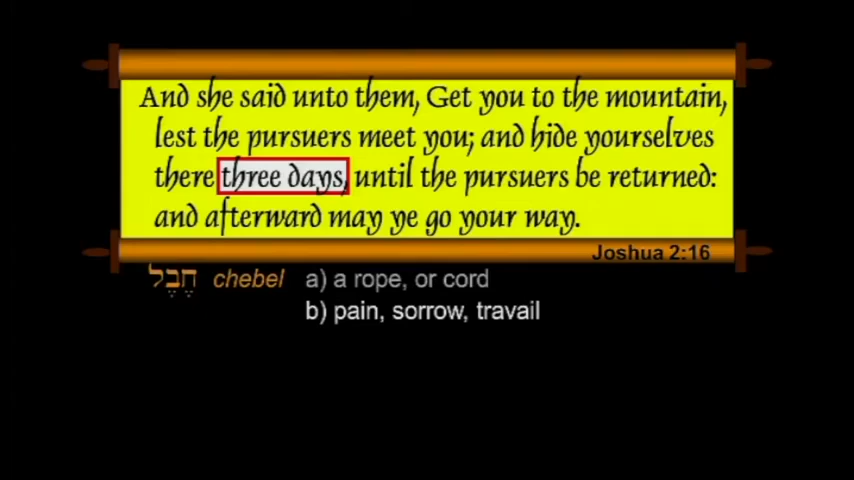 And she said unto them, Get you to the mountain,
lest the pursuers meet you; and hide yourselves
there three days, until the pursuers be returned:
and afterward may ye go your way.
Joshua 2:16
חֶבֶל chebel a) a rope, or cord
b) pain, sorrow, travail